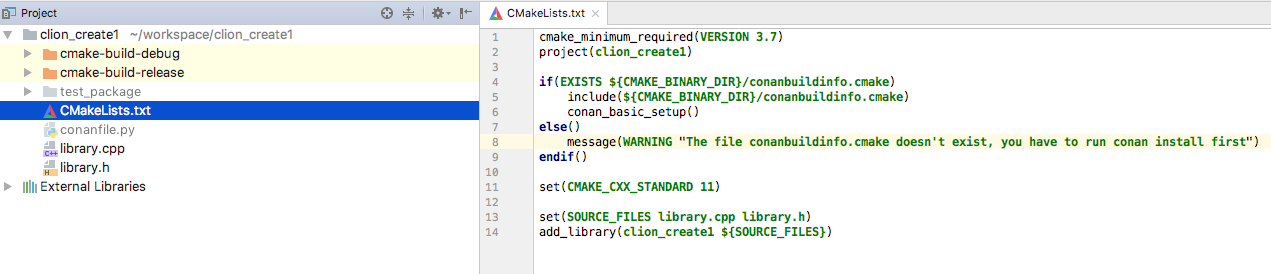 Project
clion_create1 ~/workspace/clion_create1
cmake-build-debug
cmake-build-release
test_package
CMakeLists.txt
conanfile.py
library.cpp
library.h
External Libraries
CMakeLists.txt
1 cmake_minimum_required(VERSION 3.7)
2 project(clion_create1)
3
4 if(EXISTS ${CMAKE_BINARY_DIR}/conanbuildinfo.cmake)
5     include(${CMAKE_BINARY_DIR}/conanbuildinfo.cmake)
6     conan_basic_setup()
7 else()
8     message(WARNING "The file conanbuildinfo.cmake doesn't exist, you have to run conan install first")
9 endif()
10
11 set(CMAKE_CXX_STANDARD 11)
12
13 set(SOURCE_FILES library.cpp library.h)
14 add_library(clion_create1 ${SOURCE_FILES})